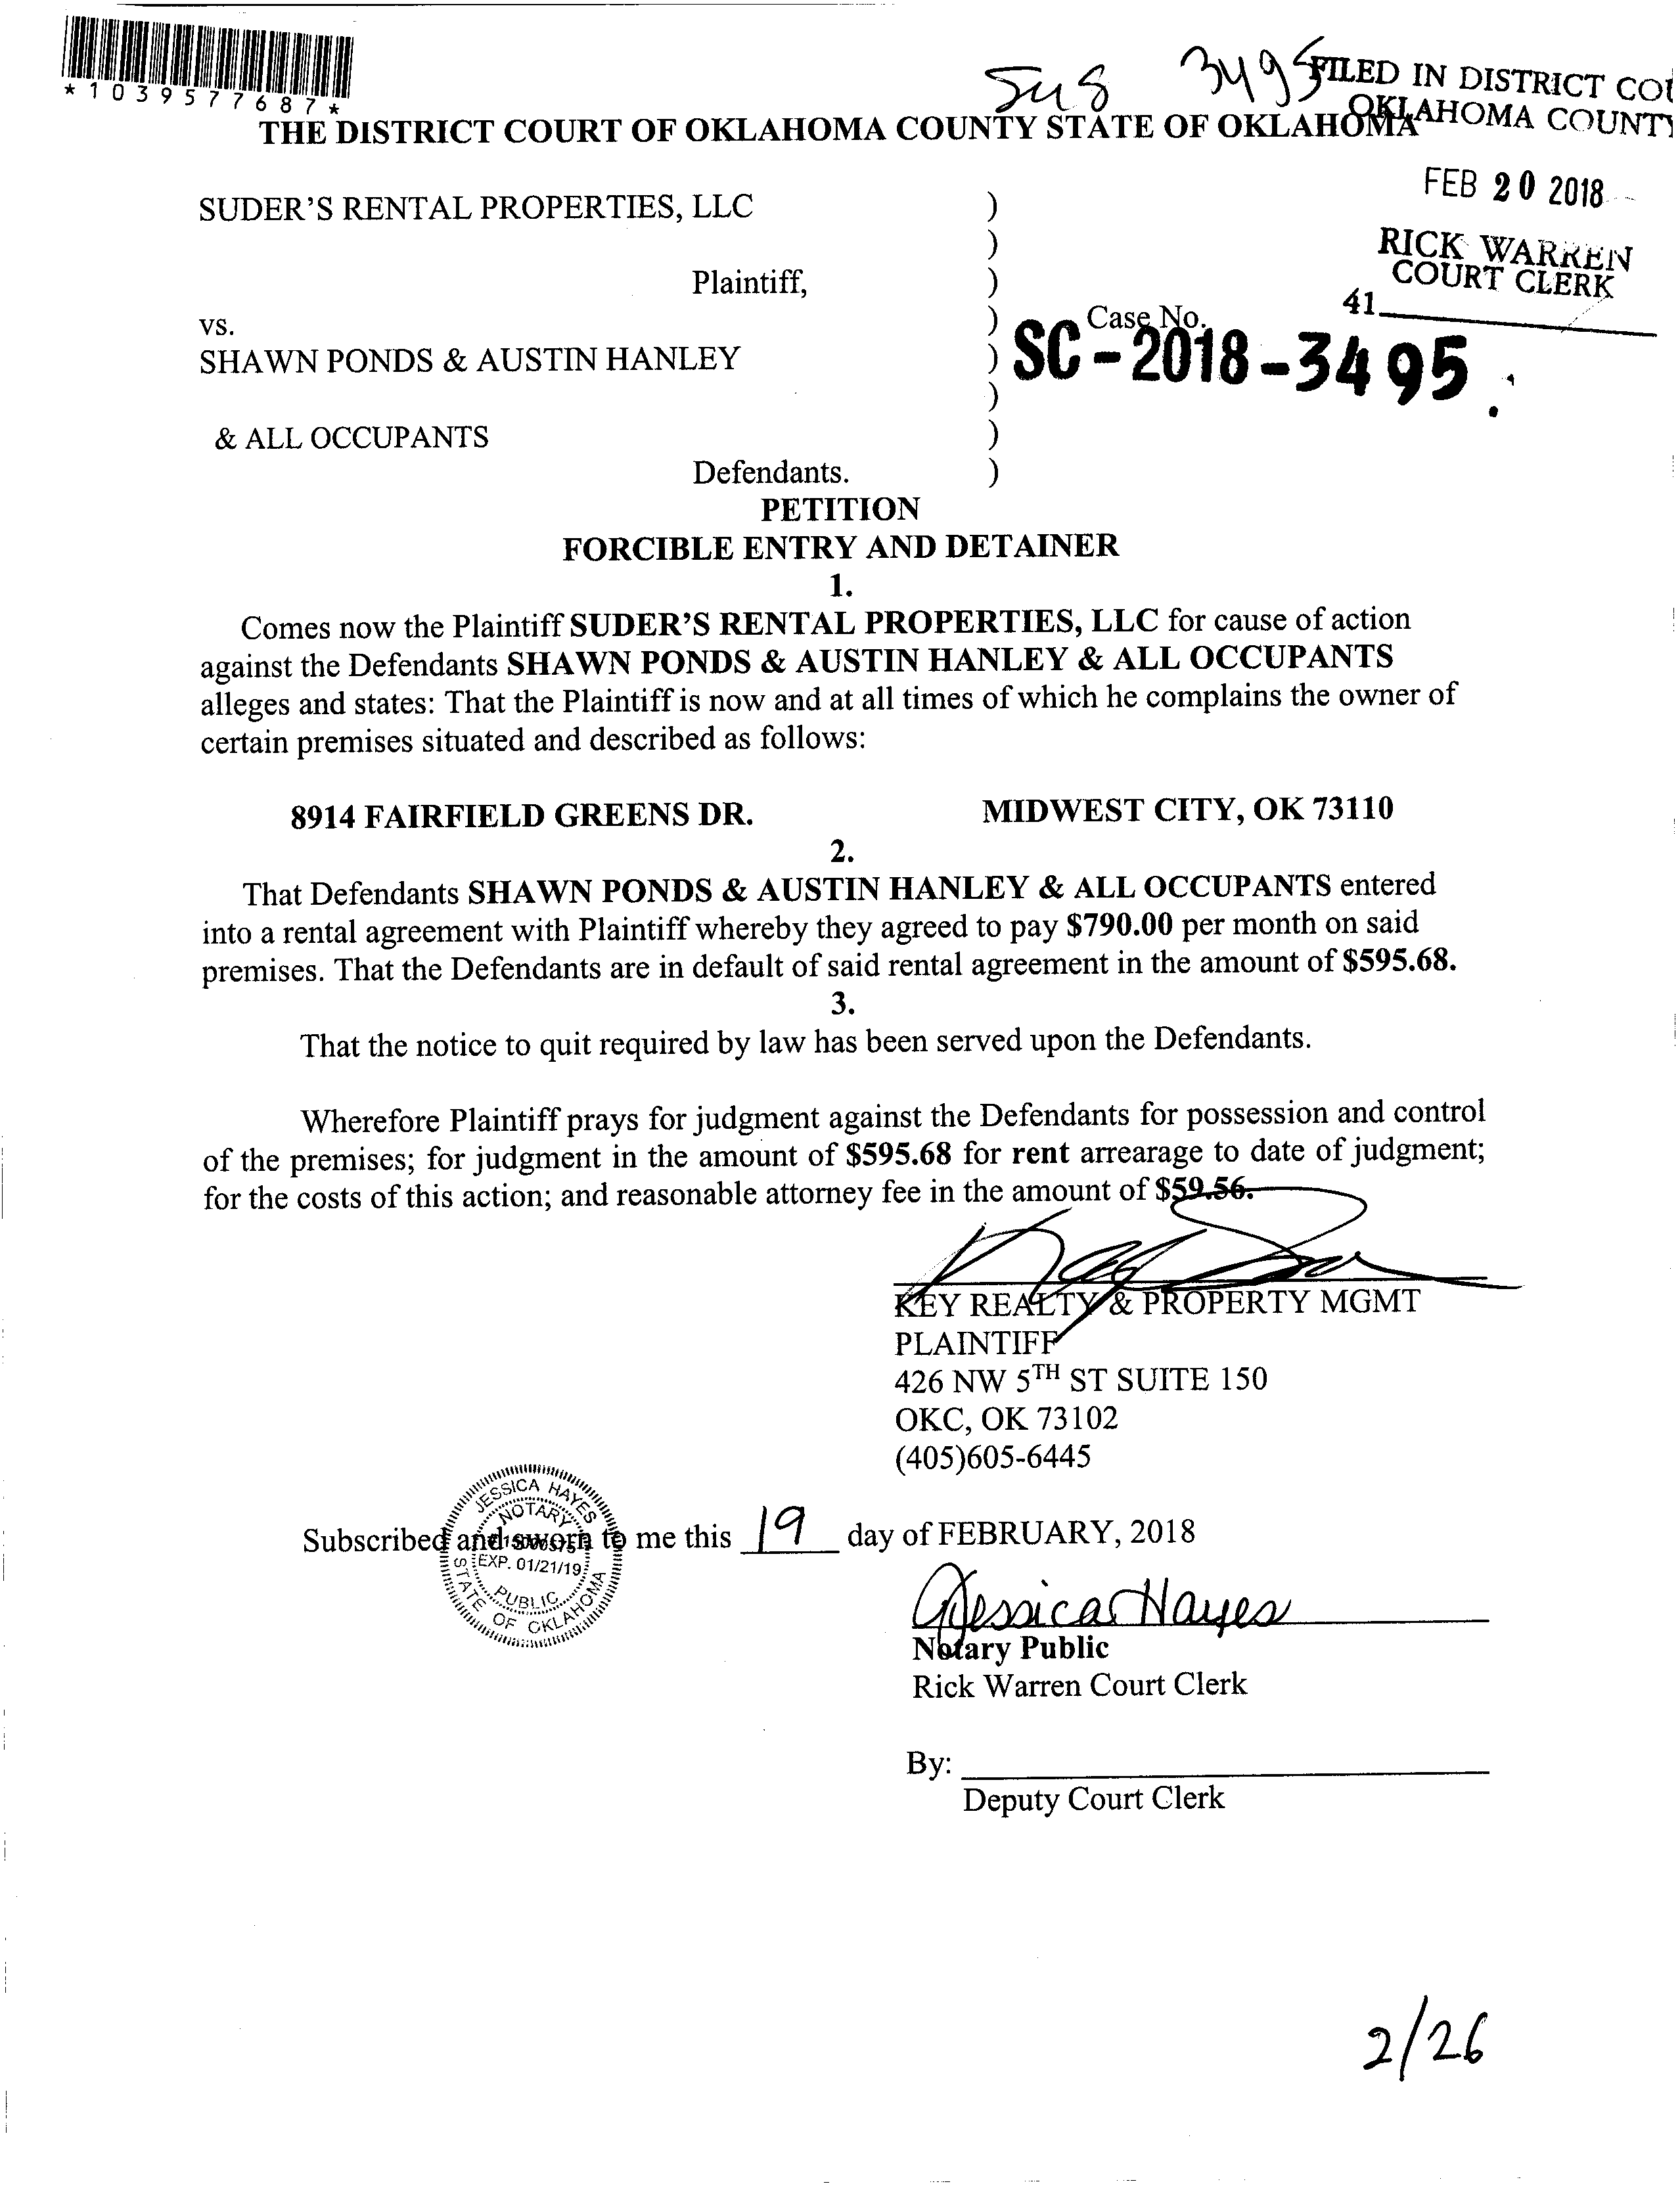 *1039577687*
3495
FILED IN DISTRICT COU
OKLAHOMA COUNTY
THE DISTRICT COURT OF OKLAHOMA COUNTY STATE OF OKLAHOMA
FEB 20 2018
SUDER'S RENTAL PROPERTIES, LLC )
)
RICK WARREN
COURT CLERK
Plaintiff, )
41
vs. ) Case No.
SHAWN PONDS & AUSTIN HANLEY ) SC-2018-3495
)
& ALL OCCUPANTS )
Defendants. )
PETITION
FORCIBLE ENTRY AND DETAINER
1.
Comes now the Plaintiff SUDER'S RENTAL PROPERTIES, LLC for cause of action
against the Defendants SHAWN PONDS & AUSTIN HANLEY & ALL OCCUPANTS
alleges and states: That the Plaintiff is now and at all times of which he complains the owner of
certain premises situated and described as follows:
8914 FAIRFIELD GREENS DR. MIDWEST CITY, OK 73110
2.
That Defendants SHAWN PONDS & AUSTIN HANLEY & ALL OCCUPANTS entered
into a rental agreement with Plaintiff whereby they agreed to pay $790.00 per month on said
premises. That the Defendants are in default of said rental agreement in the amount of $595.68.
3.
That the notice to quit required by law has been served upon the Defendants.
Wherefore Plaintiff prays for judgment against the Defendants for possession and control
of the premises; for judgment in the amount of $595.68 for rent arrearage to date of judgment;
for the costs of this action; and reasonable attorney fee in the amount of $59.56.
KEY REALTY & PROPERTY MGMT
PLAINTIFF
426 NW 5TH ST SUITE 150
OKC, OK 73102
(405)605-6445
JESSICA HAYES
NOTARY
EXP. 01/21/19
PUBLIC
STATE OF OKLAHOMA
Subscribed and sworn to me this 19 day of FEBRUARY, 2018
Jessica Hayes
Notary Public
Rick Warren Court Clerk
By:
Deputy Court Clerk
2/26